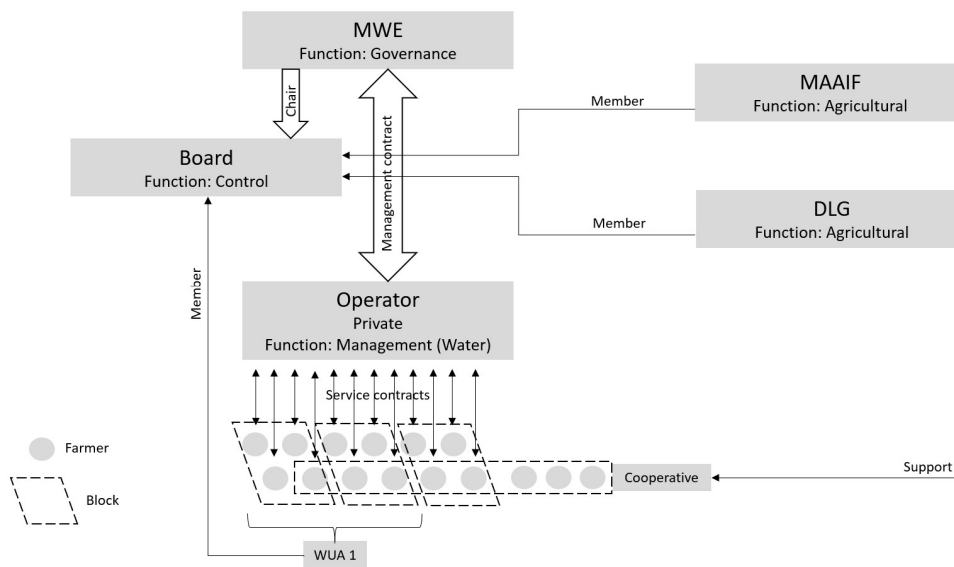 MWE
Function: Governance
Chair
Management contract
MAAIF
Function: Agricultural
Member
Board
Function: Control
DLG
Function: Agricultural
Member
Member
Operator
Private
Function: Management (Water)
Service contracts
Farmer
Block
Cooperative
Support
WUA 1